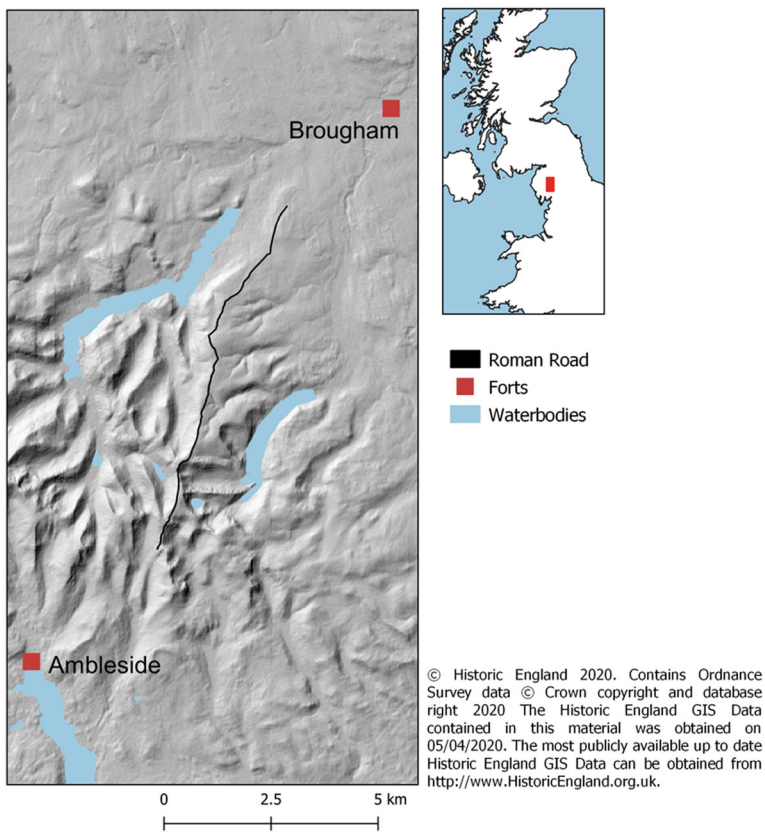 Brougham
Ambleside
Roman Road
Forts
Waterbodies
© Historic England 2020. Contains Ordnance
Survey data © Crown copyright and database
right 2020 The Historic England GIS Data
contained in this material was obtained on
05/04/2020. The most publicly available up to date
Historic England GIS Data can be obtained from
http://www.HistoricEngland.org.uk.
0 2.5 5 km